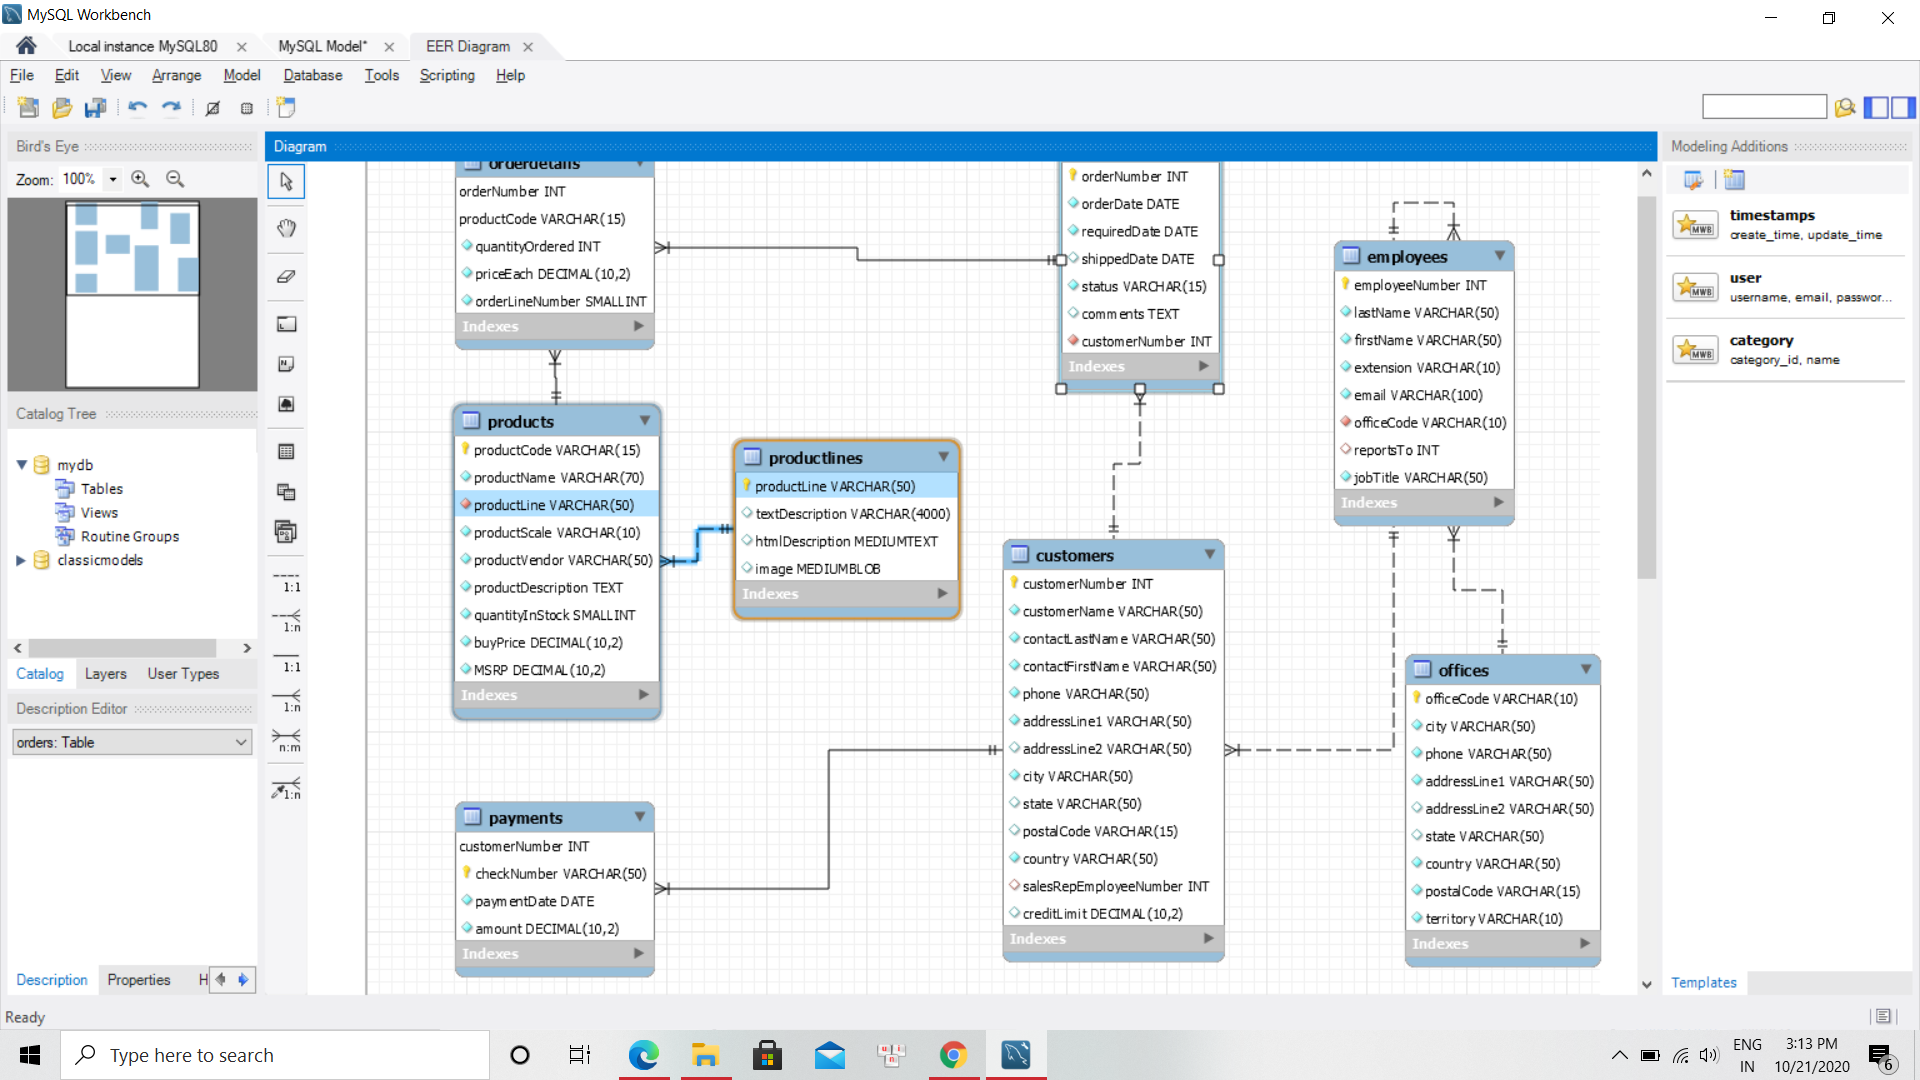 MySQL Workbench
Local instance MySQL80
MySQL Model*
EER Diagram
File Edit View Arrange Model Database Tools Scripting Help
Bird's Eye
Zoom: 100%
Catalog Tree
mydb
Tables
Views
Routine Groups
classicmodels
Catalog Layers User Types
Description Editor
orders: Table
Description Properties H
Ready
Diagram
1:1
1:n
1:1
1:n
n:m
1:n
orderdetails
orderNumber INT
productCode VARCHAR(15)
quantityOrdered INT
priceEach DECIMAL(10,2)
orderLineNumber SMALLINT
Indexes
products
productCode VARCHAR(15)
productName VARCHAR(70)
productLine VARCHAR(50)
productScale VARCHAR(10)
productVendor VARCHAR(50)
productDescription TEXT
quantityInStock SMALLINT
buyPrice DECIMAL(10,2)
MSRP DECIMAL(10,2)
Indexes
payments
customerNumber INT
checkNumber VARCHAR(50)
paymentDate DATE
amount DECIMAL(10,2)
Indexes
productlines
productLine VARCHAR(50)
textDescription VARCHAR(4000)
htmlDescription MEDIUMTEXT
image MEDIUMBLOB
Indexes
orderNumber INT
orderDate DATE
requiredDate DATE
shippedDate DATE
status VARCHAR(15)
comments TEXT
customerNumber INT
Indexes
customers
customerNumber INT
customerName VARCHAR(50)
contactLastName VARCHAR(50)
contactFirstName VARCHAR(50)
phone VARCHAR(50)
addressLine1 VARCHAR(50)
addressLine2 VARCHAR(50)
city VARCHAR(50)
state VARCHAR(50)
postalCode VARCHAR(15)
country VARCHAR(50)
salesRepEmployeeNumber INT
creditLimit DECIMAL(10,2)
Indexes
employees
employeeNumber INT
lastName VARCHAR(50)
firstName VARCHAR(50)
extension VARCHAR(10)
email VARCHAR(100)
officeCode VARCHAR(10)
reportsTo INT
jobTitle VARCHAR(50)
Indexes
offices
officeCode VARCHAR(10)
city VARCHAR(50)
phone VARCHAR(50)
addressLine1 VARCHAR(50)
addressLine2 VARCHAR(50)
state VARCHAR(50)
country VARCHAR(50)
postalCode VARCHAR(15)
territory VARCHAR(10)
Indexes
Modeling Additions
MWB
timestamps
create_time, update_time
MWB
user
username, email, passwor...
MWB
category
category_id, name
Templates
Type here to search
ENG
IN
3:13 PM
10/21/2020
6